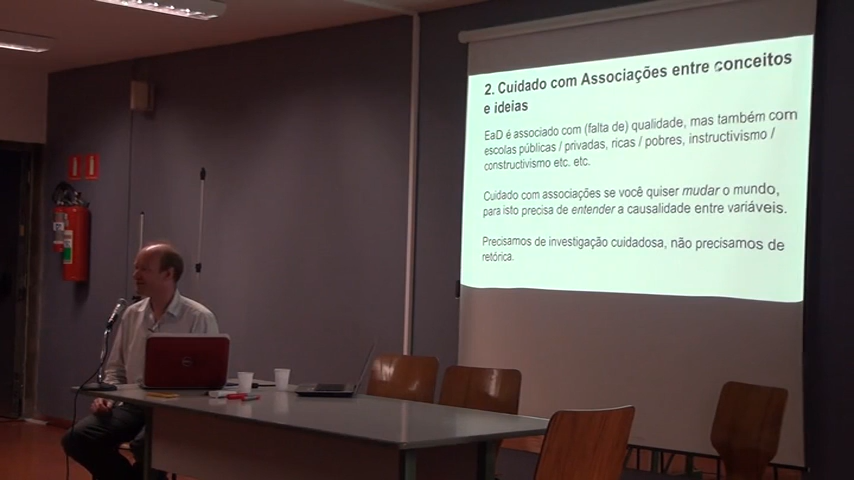 2. Cuidado com Associações entre conceitos
e ideias
EaD é associado com (falta de) qualidade, mas também com
escolas públicas / privadas, ricas / pobres, instructivismo /
constructivismo etc. etc.
Cuidado com associações se você quiser mudar o mundo,
para isto precisa de entender a causalidade entre variáveis.
Precisamos de investigação cuidadosa, não precisamos de
retórica.